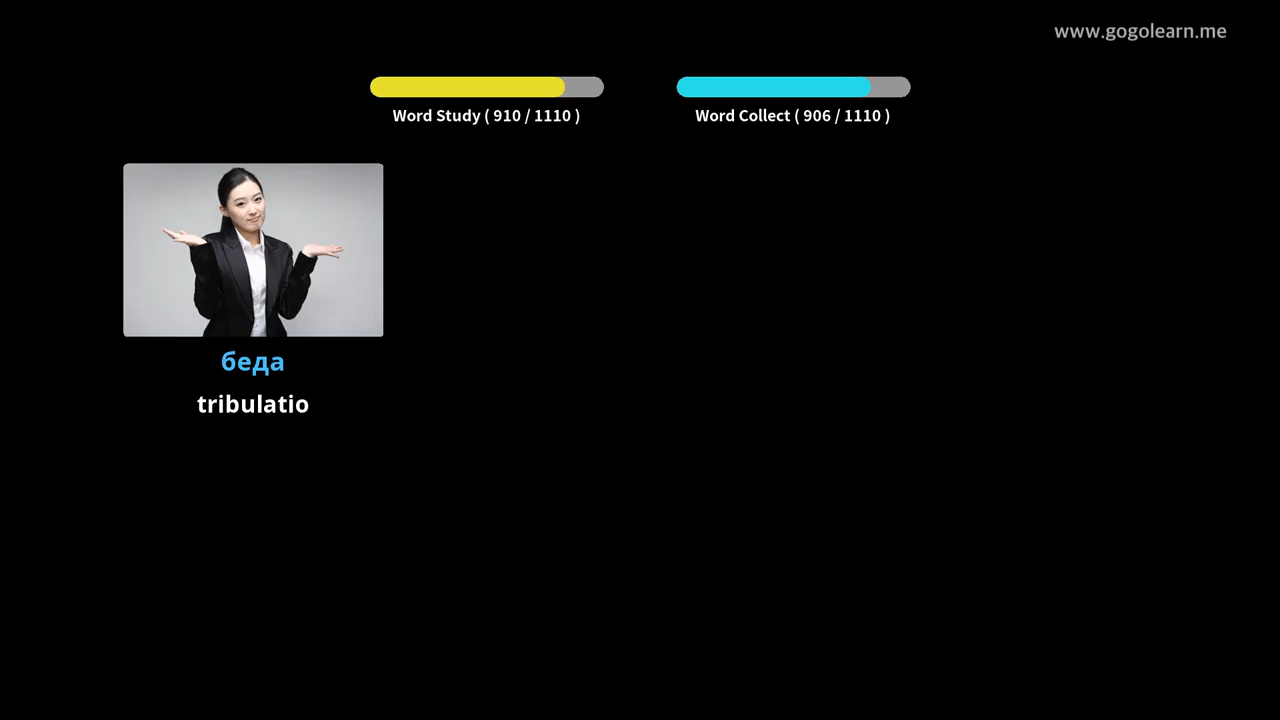 www.gogolearn.me
Word Study ( 910 / 1110 )
Word Collect ( 906 / 1110 )
беда
tribulatio